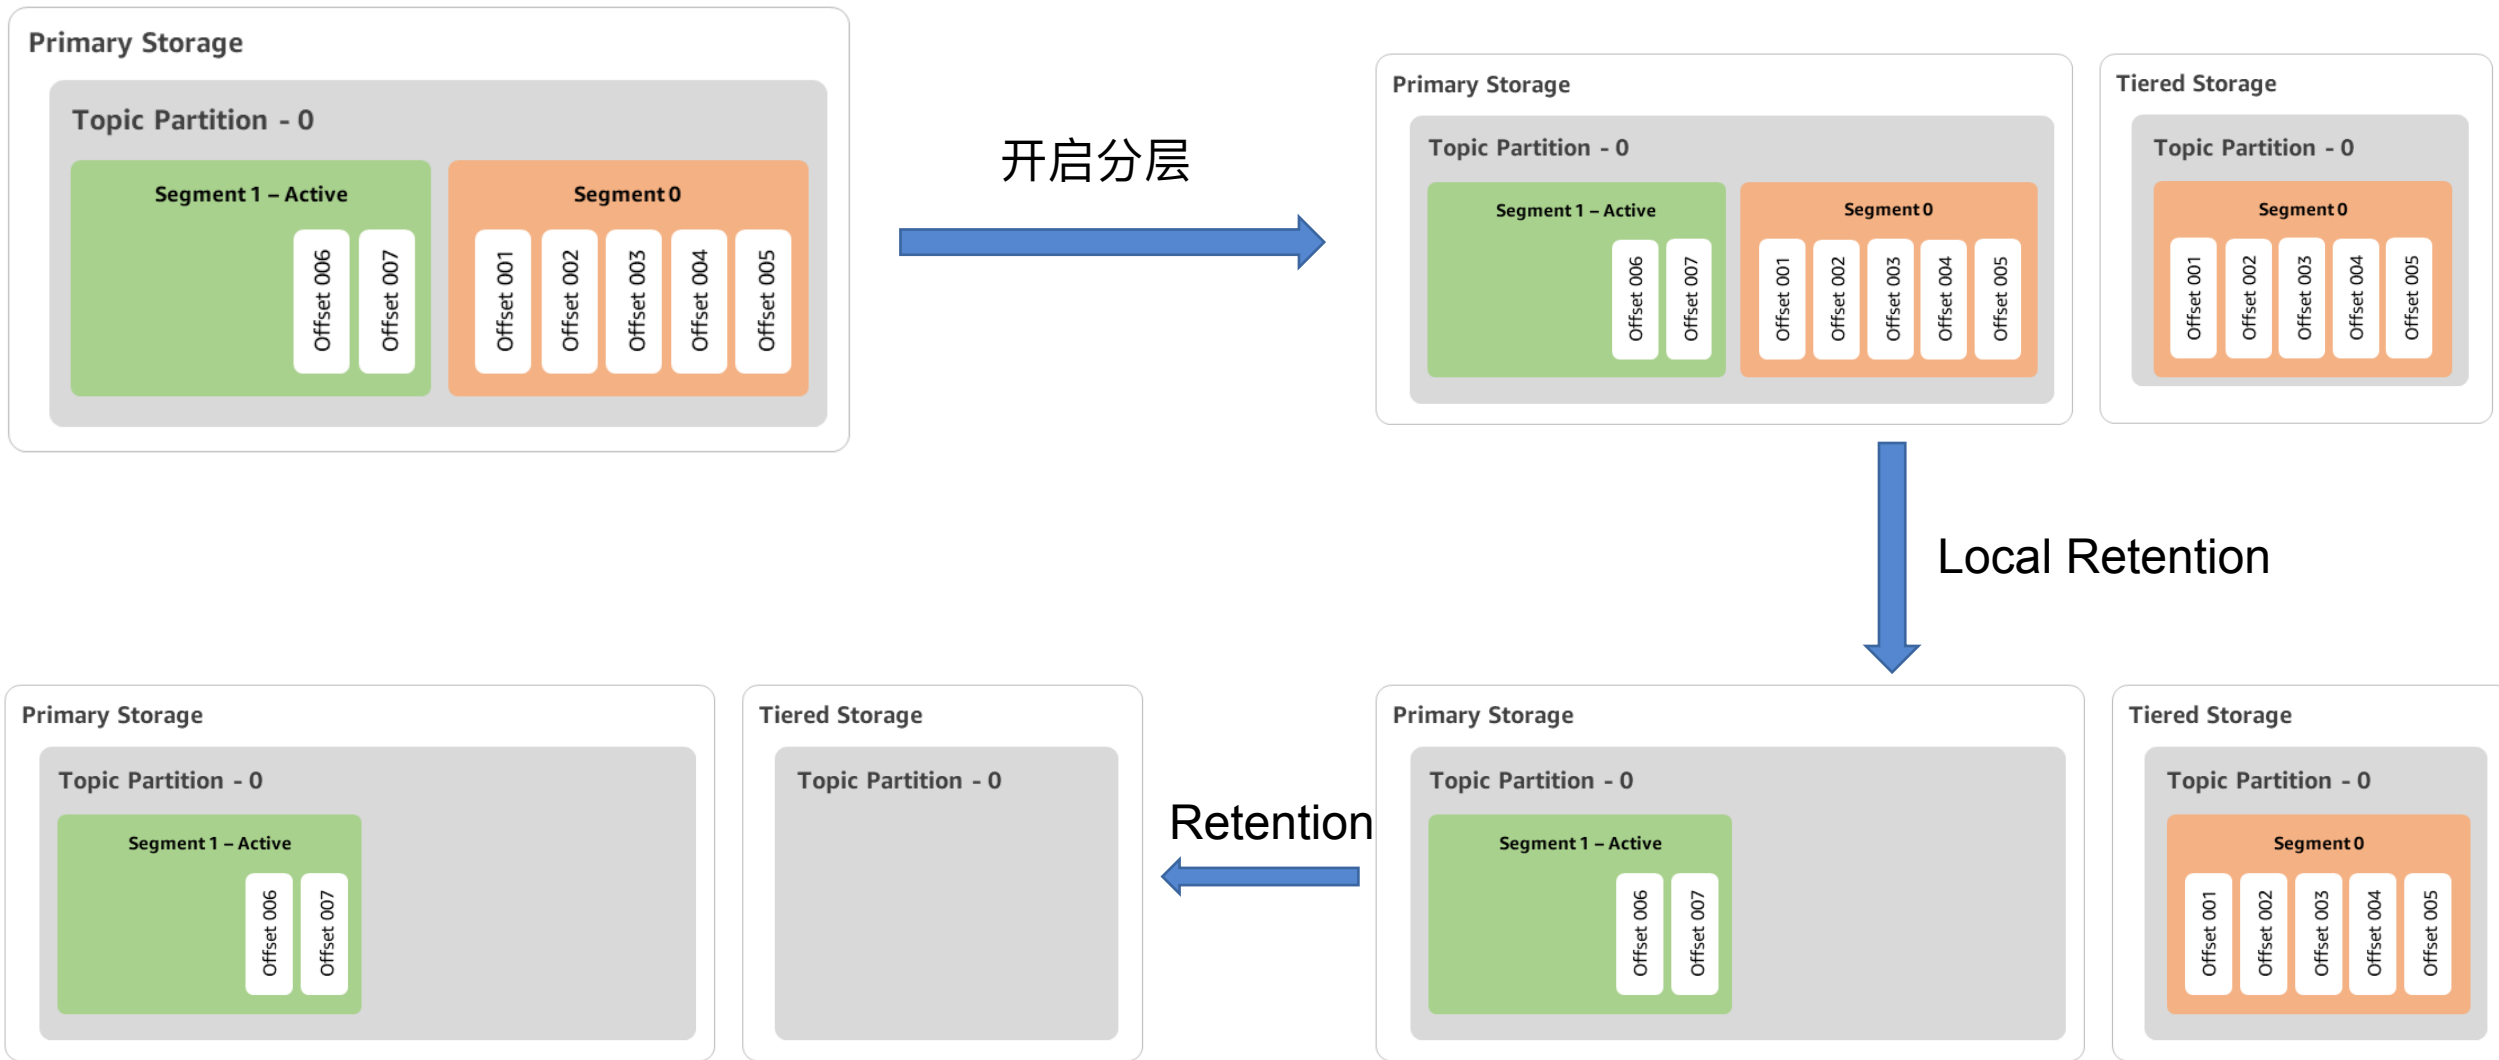 Primary Storage
Topic Partition - 0
Segment 1 – Active
Offset 006
Offset 007
Segment 0
Offset 001
Offset 002
Offset 003
Offset 004
Offset 005
开启分层
Primary Storage
Topic Partition - 0
Segment 1 – Active
Offset 006
Offset 007
Segment 0
Offset 001
Offset 002
Offset 003
Offset 004
Offset 005
Tiered Storage
Topic Partition - 0
Segment 0
Offset 001
Offset 002
Offset 003
Offset 004
Offset 005
Local Retention
Primary Storage
Topic Partition - 0
Segment 1 – Active
Offset 006
Offset 007
Tiered Storage
Topic Partition - 0
Retention
Primary Storage
Topic Partition - 0
Segment 1 – Active
Offset 006
Offset 007
Tiered Storage
Topic Partition - 0
Segment 0
Offset 001
Offset 002
Offset 003
Offset 004
Offset 005